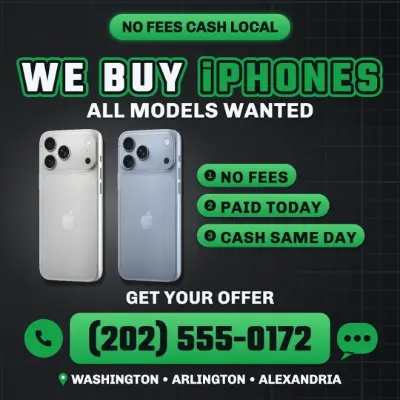 NO FEES CASH LOCAL
WE BUY iPHONES
ALL MODELS WANTED
1 NO FEES
2 PAID TODAY
3 CASH SAME DAY
GET YOUR OFFER
(202) 555-0172
WASHINGTON • ARLINGTON • ALEXANDRIA